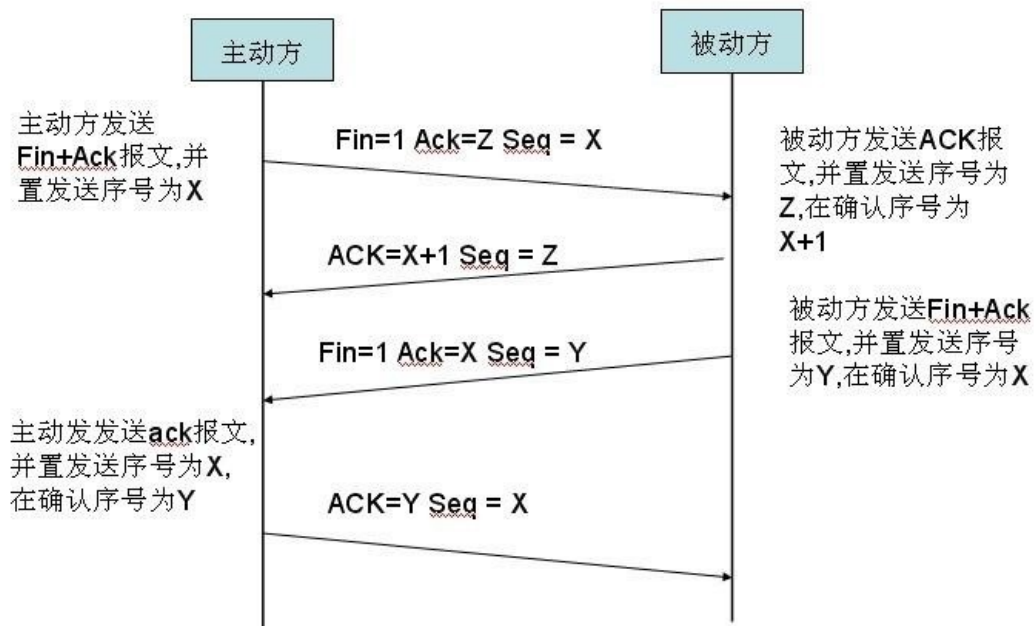 主动方
被动方
主动方发送
Fin+Ack报文,并
置发送序号为X
Fin=1 Ack=Z Seq = X
被动方发送ACK报
文,并置发送序号为
Z,在确认序号为
X+1
ACK=X+1 Seq = Z
被动方发送Fin+Ack
报文,并置发送序号
为Y,在确认序号为X
Fin=1 Ack=X Seq = Y
主动发发送ack报文,
并置发送序号为X,
在确认序号为Y
ACK=Y Seq = X